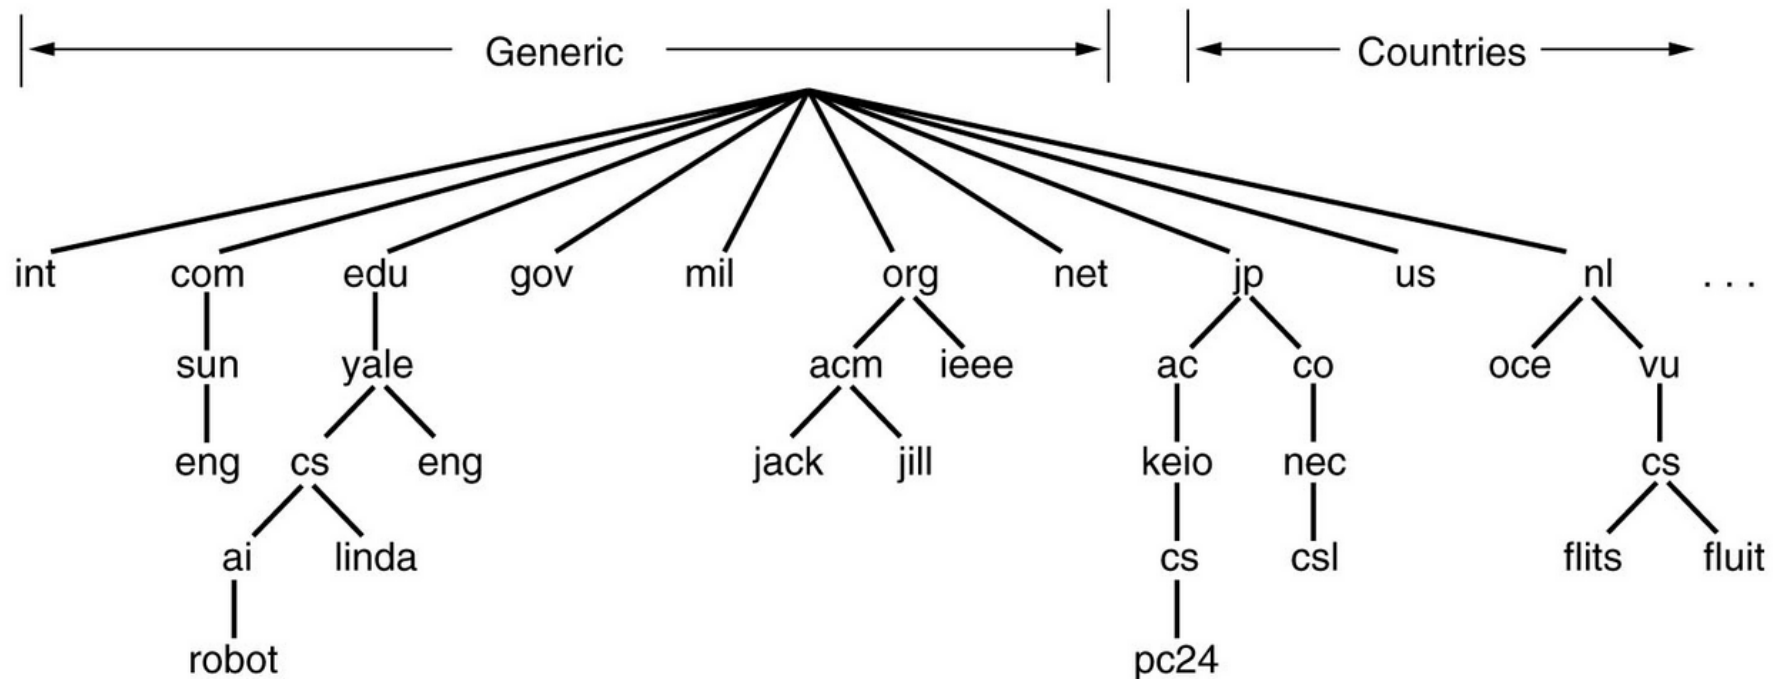 Generic Countries
int com edu gov mil org net jp us nl . . .
sun yale acm ieee ac co oce vu
eng cs eng jack jill keio nec cs
ai linda cs csl flits fluit
robot pc24